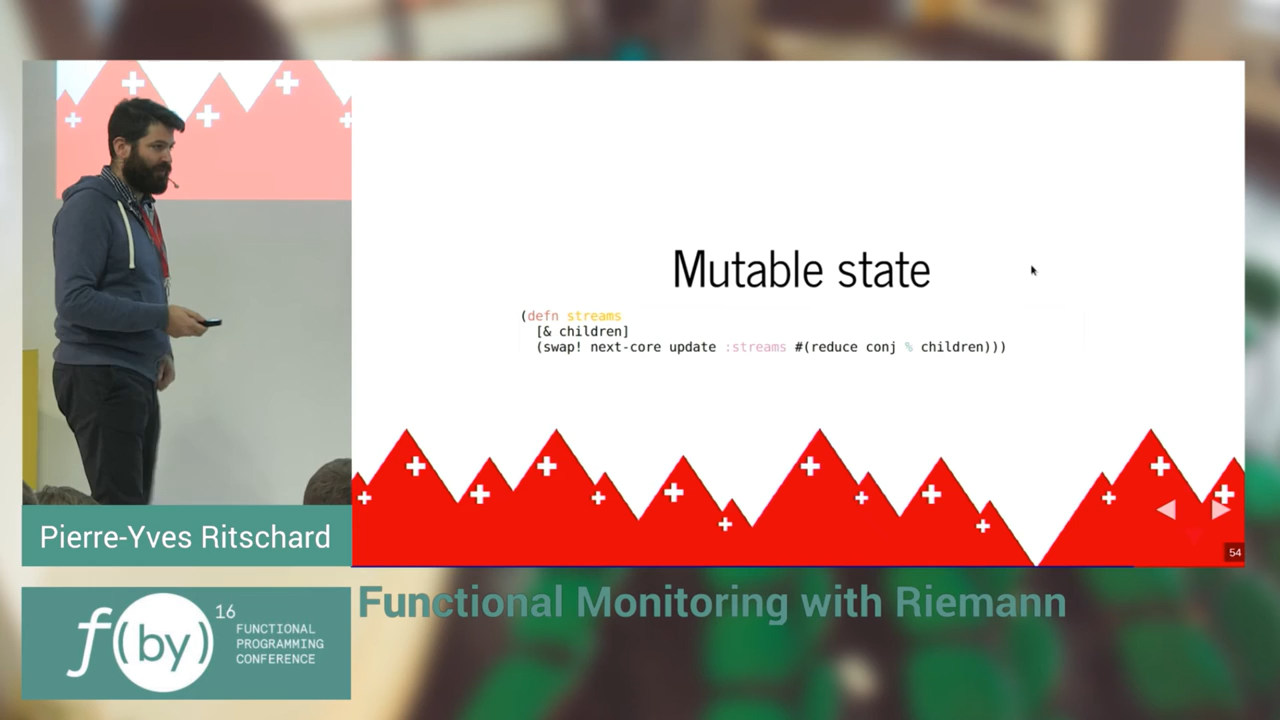 Mutable state
(defn streams
[& children]
(swap! next-core update :streams #(reduce conj % children)))
54
Pierre-Yves Ritschard
f(by) 16
FUNCTIONAL
PROGRAMMING
CONFERENCE
Functional Monitoring with Riemann